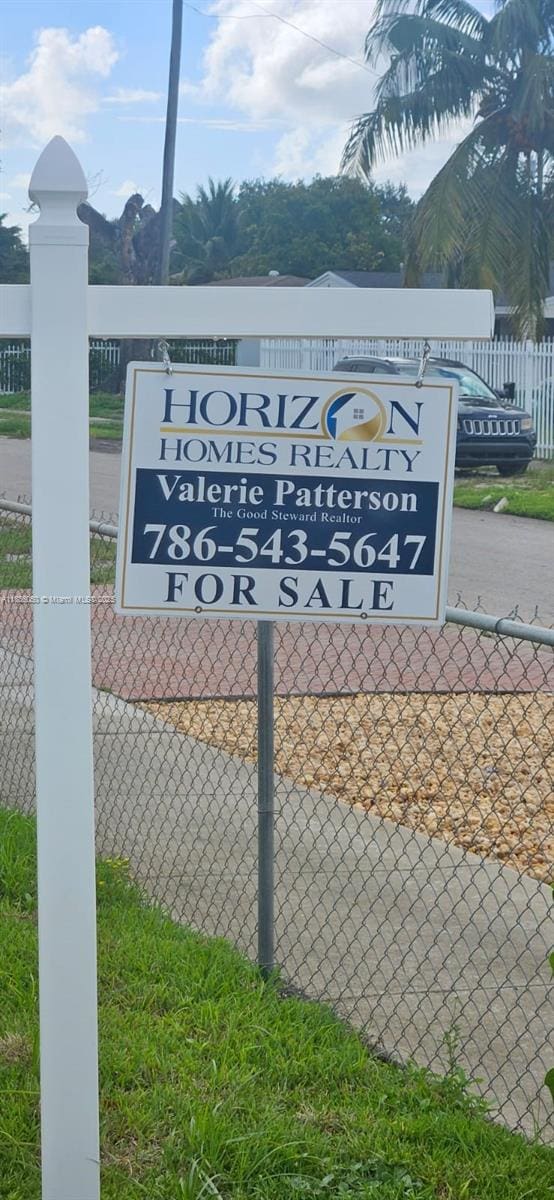 HORIZON
HOMES REALTY
Valerie Patterson
The Good Steward Realtor
786-543-5647
FOR SALE